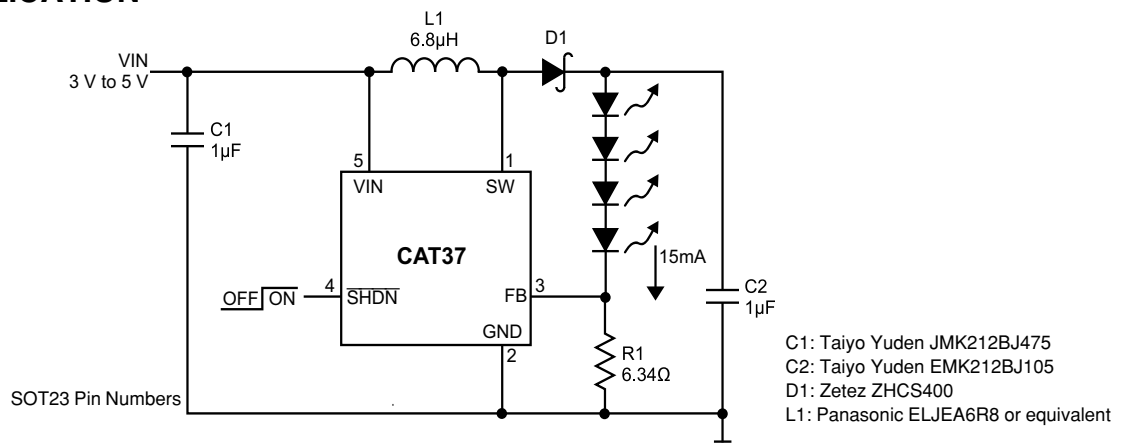 L1
6.8µH
D1
VIN
3 V to 5 V
C1
1µF
5
1
VIN
SW
CAT37
15mA
OFF ON
4
SHDN
FB
3
C2
1µF
GND
2
R1
6.34Ω
SOT23 Pin Numbers
C1: Taiyo Yuden JMK212BJ475
C2: Taiyo Yuden EMK212BJ105
D1: Zetez ZHCS400
L1: Panasonic ELJEA6R8 or equivalent